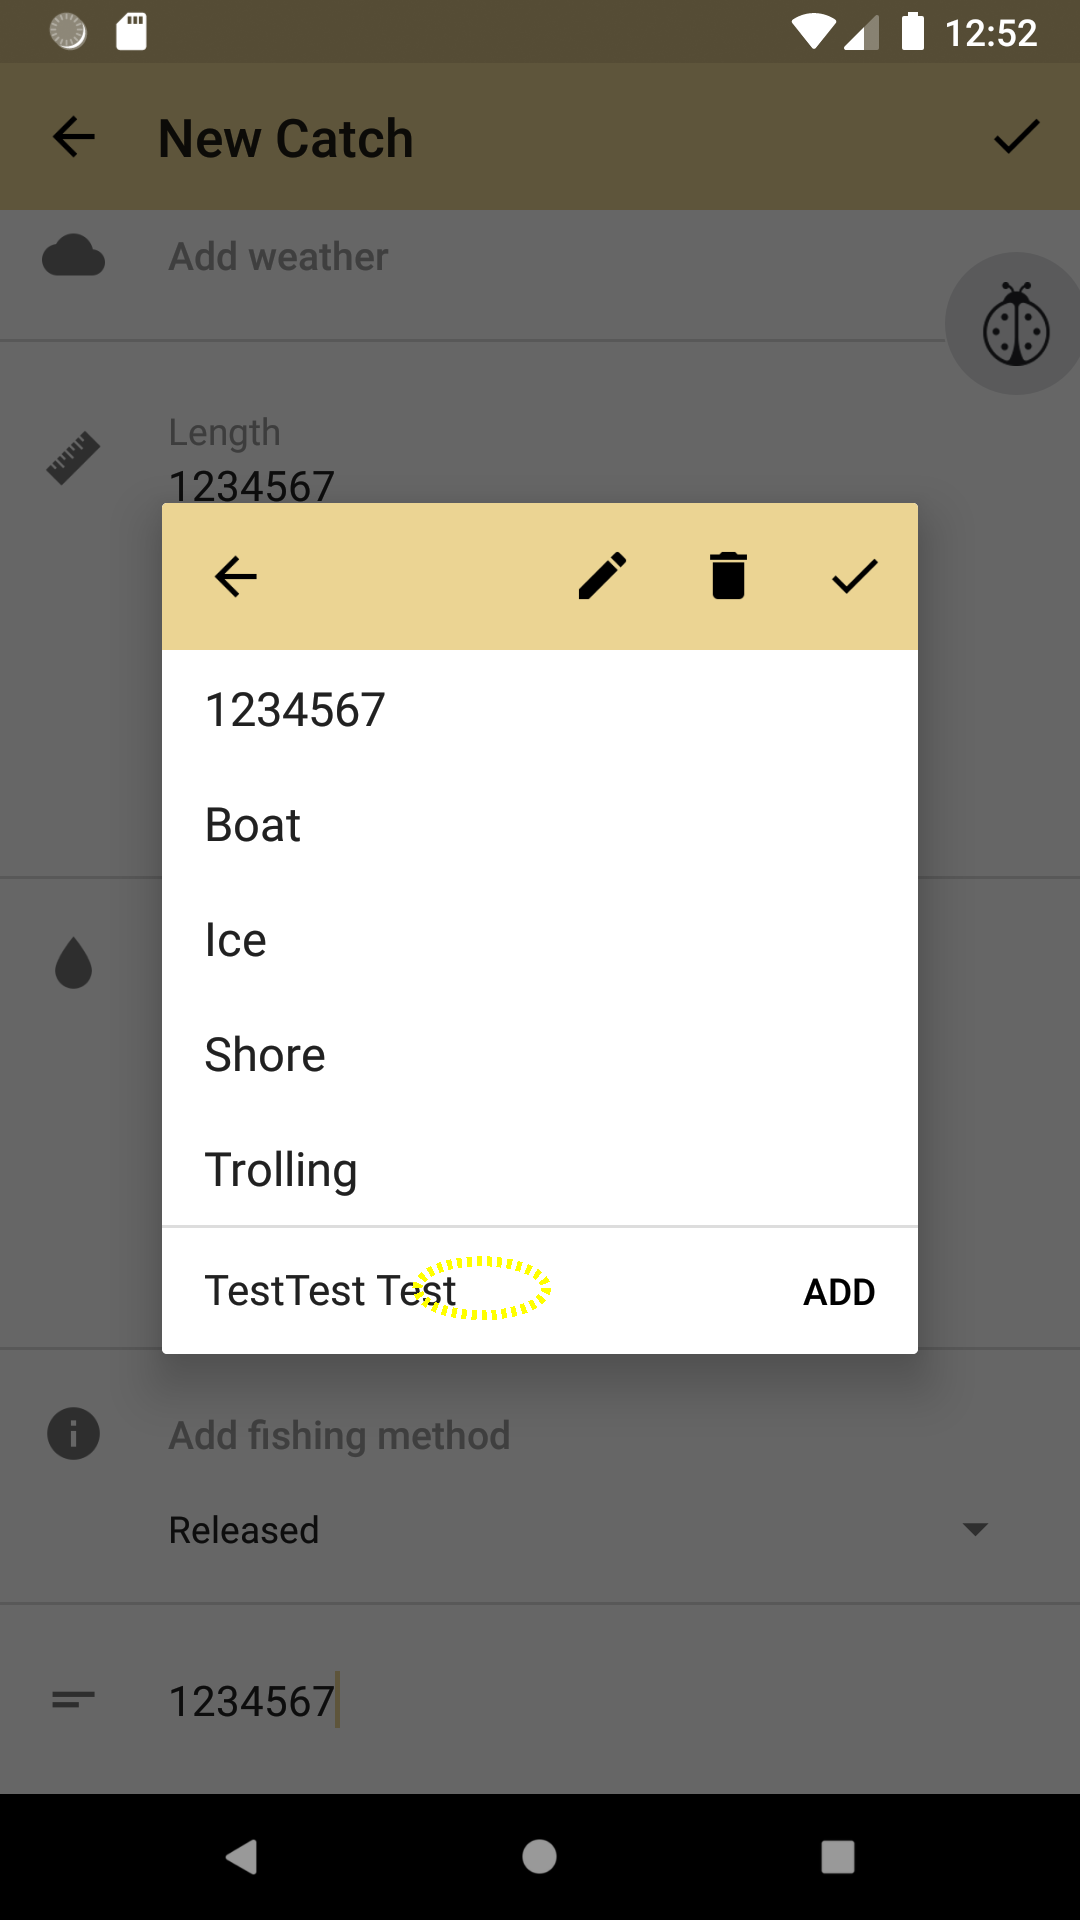 12:52
New Catch
Add weather
Length
1234567
1234567
Boat
Ice
Shore
Trolling
TestTest Test
ADD
Add fishing method
Released
1234567